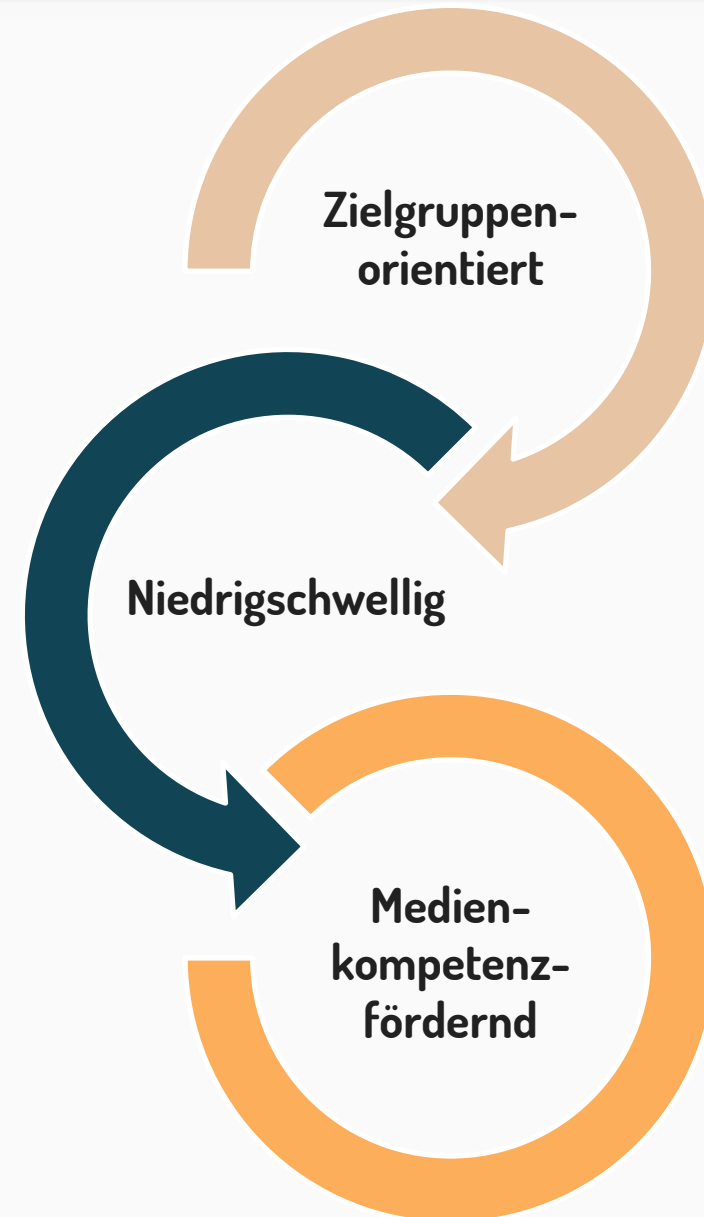 Zielgruppen-
orientiert
Niedrigschwellig
Medien-
kompetenz-
fördernd